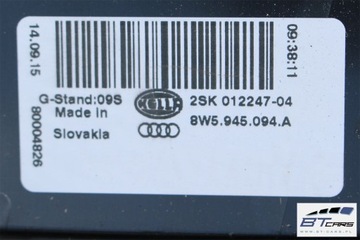 14.09.15
80004826
09:38:11
G-Stand:09S
Made in
Slovakia
HELLA
2SK 012247-04
8W5.945.094.A
BTCARS
WWW.BTCARS.PL